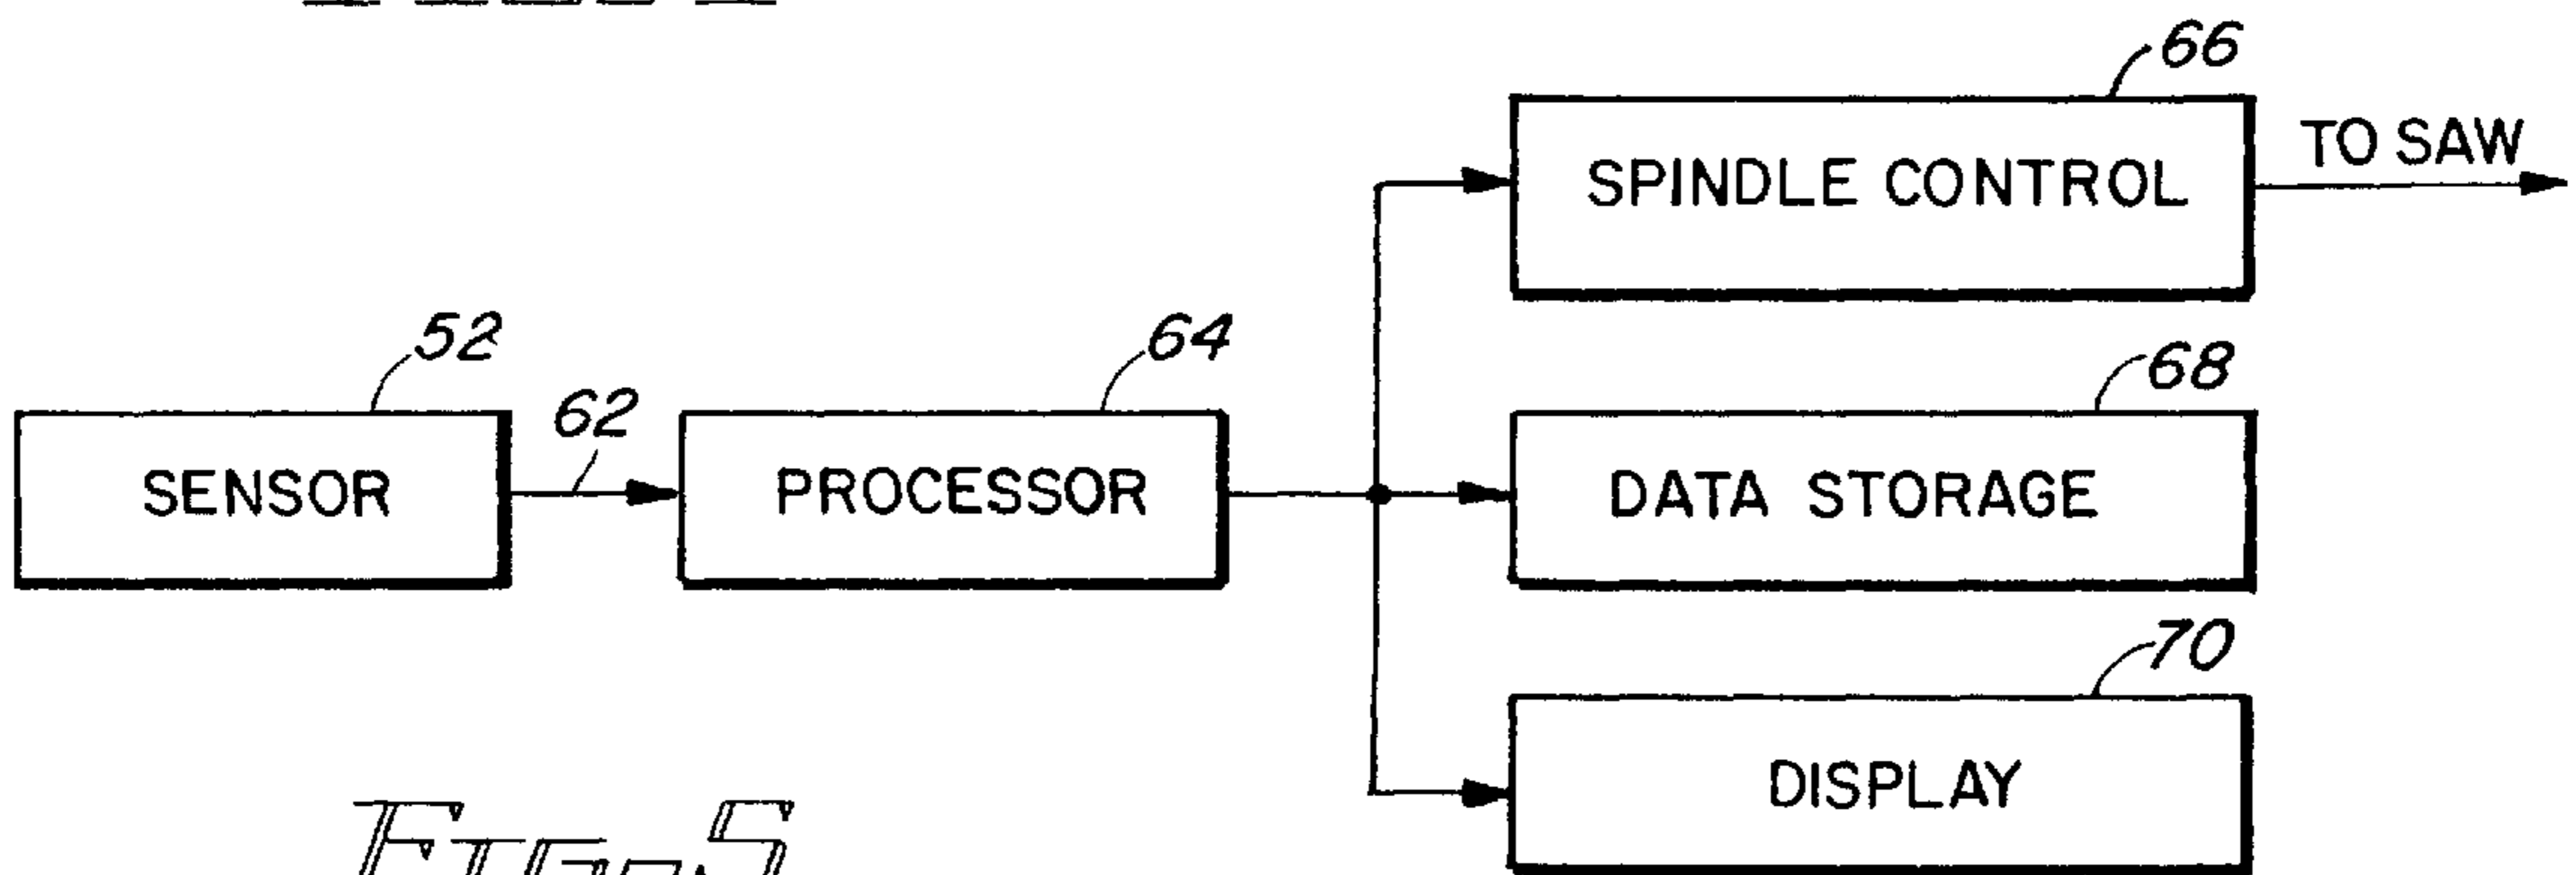 66
SPINDLE CONTROL
TO SAW
52
62
64
68
SENSOR
PROCESSOR
DATA STORAGE
70
DISPLAY